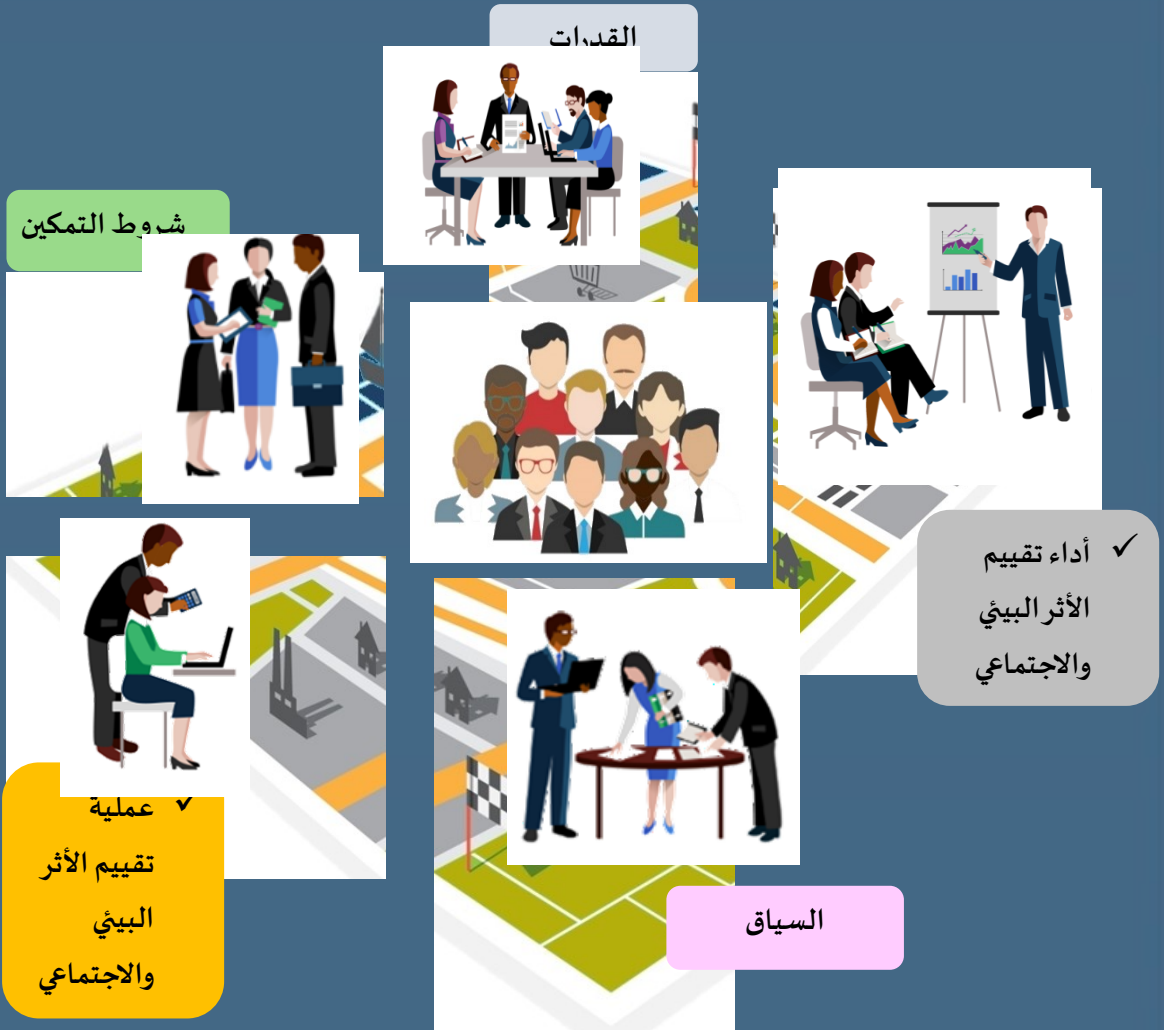 القدرات
شروط التمكين
✓ أداء تقييم
الأثر البيئي
والاجتماعي
✓ عملية
تقييم الأثر
البيئي
والاجتماعي
السياق